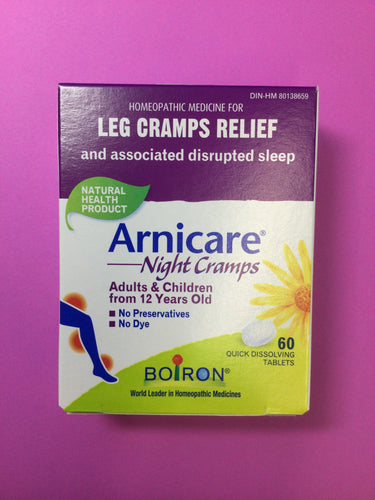 DIN-HM 80138659
HOMEOPATHIC MEDICINE FOR
LEG CRAMPS RELIEF
and associated disrupted sleep
NATURAL
HEALTH
PRODUCT
Arnicare®
Night Cramps
Adults & Children
from 12 Years Old
No Preservatives
No Dye
60
QUICK DISSOLVING
TABLETS
BOIRON®
World Leader in Homeopathic Medicines